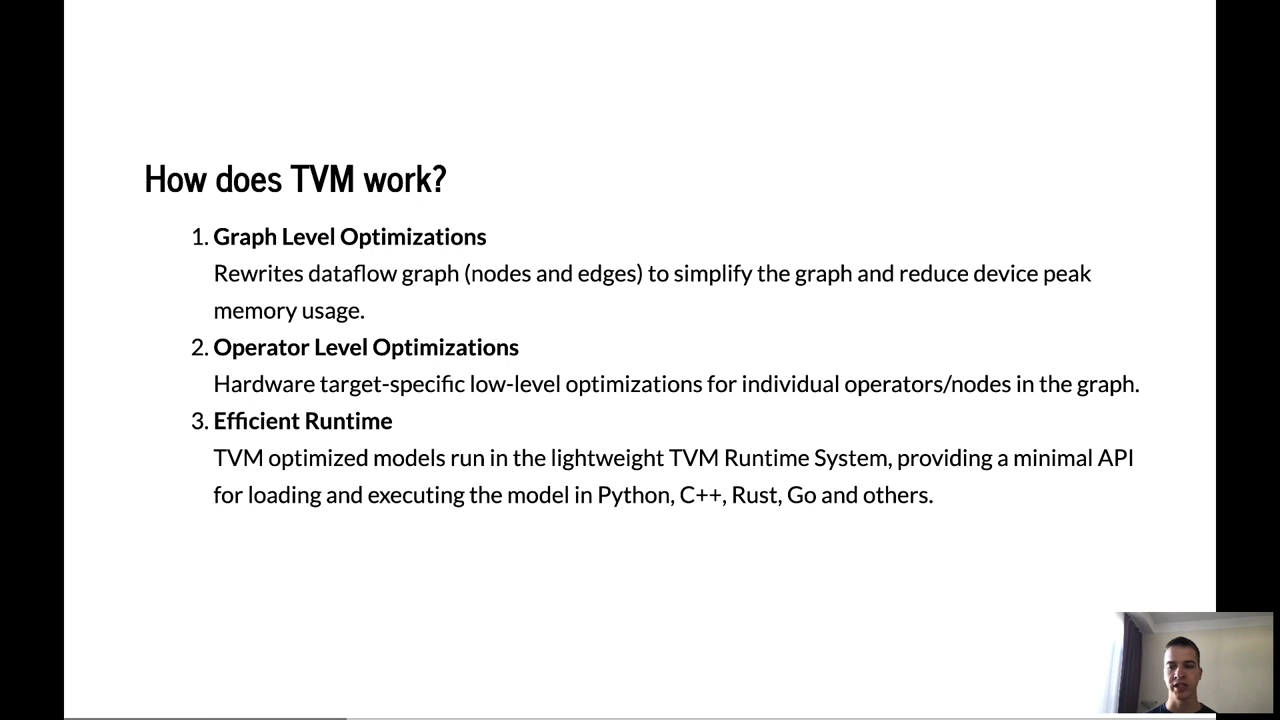 How does TVM work?
1. Graph Level Optimizations
Rewrites dataflow graph (nodes and edges) to simplify the graph and reduce device peak
memory usage.
2. Operator Level Optimizations
Hardware target-specific low-level optimizations for individual operators/nodes in the graph.
3. Efficient Runtime
TVM optimized models run in the lightweight TVM Runtime System, providing a minimal API
for loading and executing the model in Python, C++, Rust, Go and others.